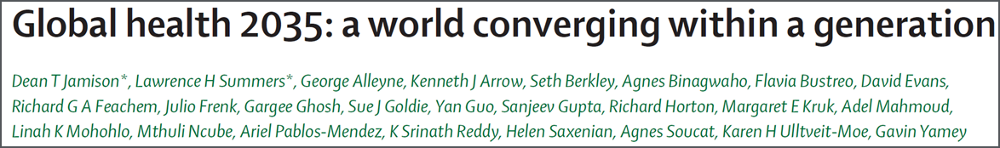 Global health 2035: a world converging within a generation
Dean T Jamison*, Lawrence H Summers*, George Alleyne, Kenneth J Arrow, Seth Berkley, Agnes Binagwaho, Flavia Bustreo, David Evans,
Richard G A Feachem, Julio Frenk, Gargee Ghosh, Sue J Goldie, Yan Guo, Sanjeev Gupta, Richard Horton, Margaret E Kruk, Adel Mahmoud,
Linah K Mohohlo, Mthuli Ncube, Ariel Pablos-Mendez, K Srinath Reddy, Helen Saxenian, Agnes Soucat, Karen H Ulltveit-Moe, Gavin Yamey